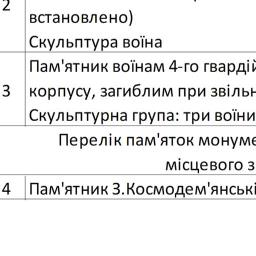 2
встановлено)
Скульптура воїна
Пам'ятник воїнам 4-го гвардій
3 корпусу, загиблим при звільн
Скульптурна група: три воїни
Перелік пам'яток монуме
місцевого з
4 Пам'ятник З.Космодем'янські